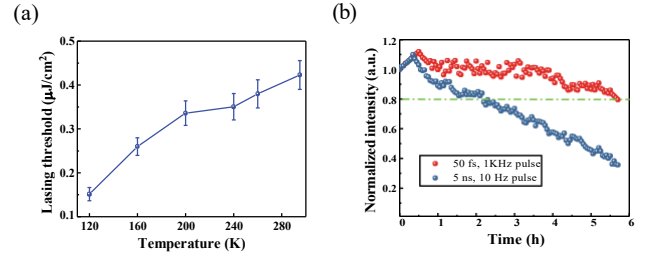 (a)
(b)
Lasing threshold (μJ/cm²)
0.5
0.4
0.3
0.2
0.1
120
160
200
240
280
Temperature (K)
Normalized intensity (a.u.)
1.2
1.0
0.8
0.6
0.4
0.2
50 fs, 1KHz pulse
5 ns, 10 Hz pulse
0
1
2
3
4
5
6
Time (h)